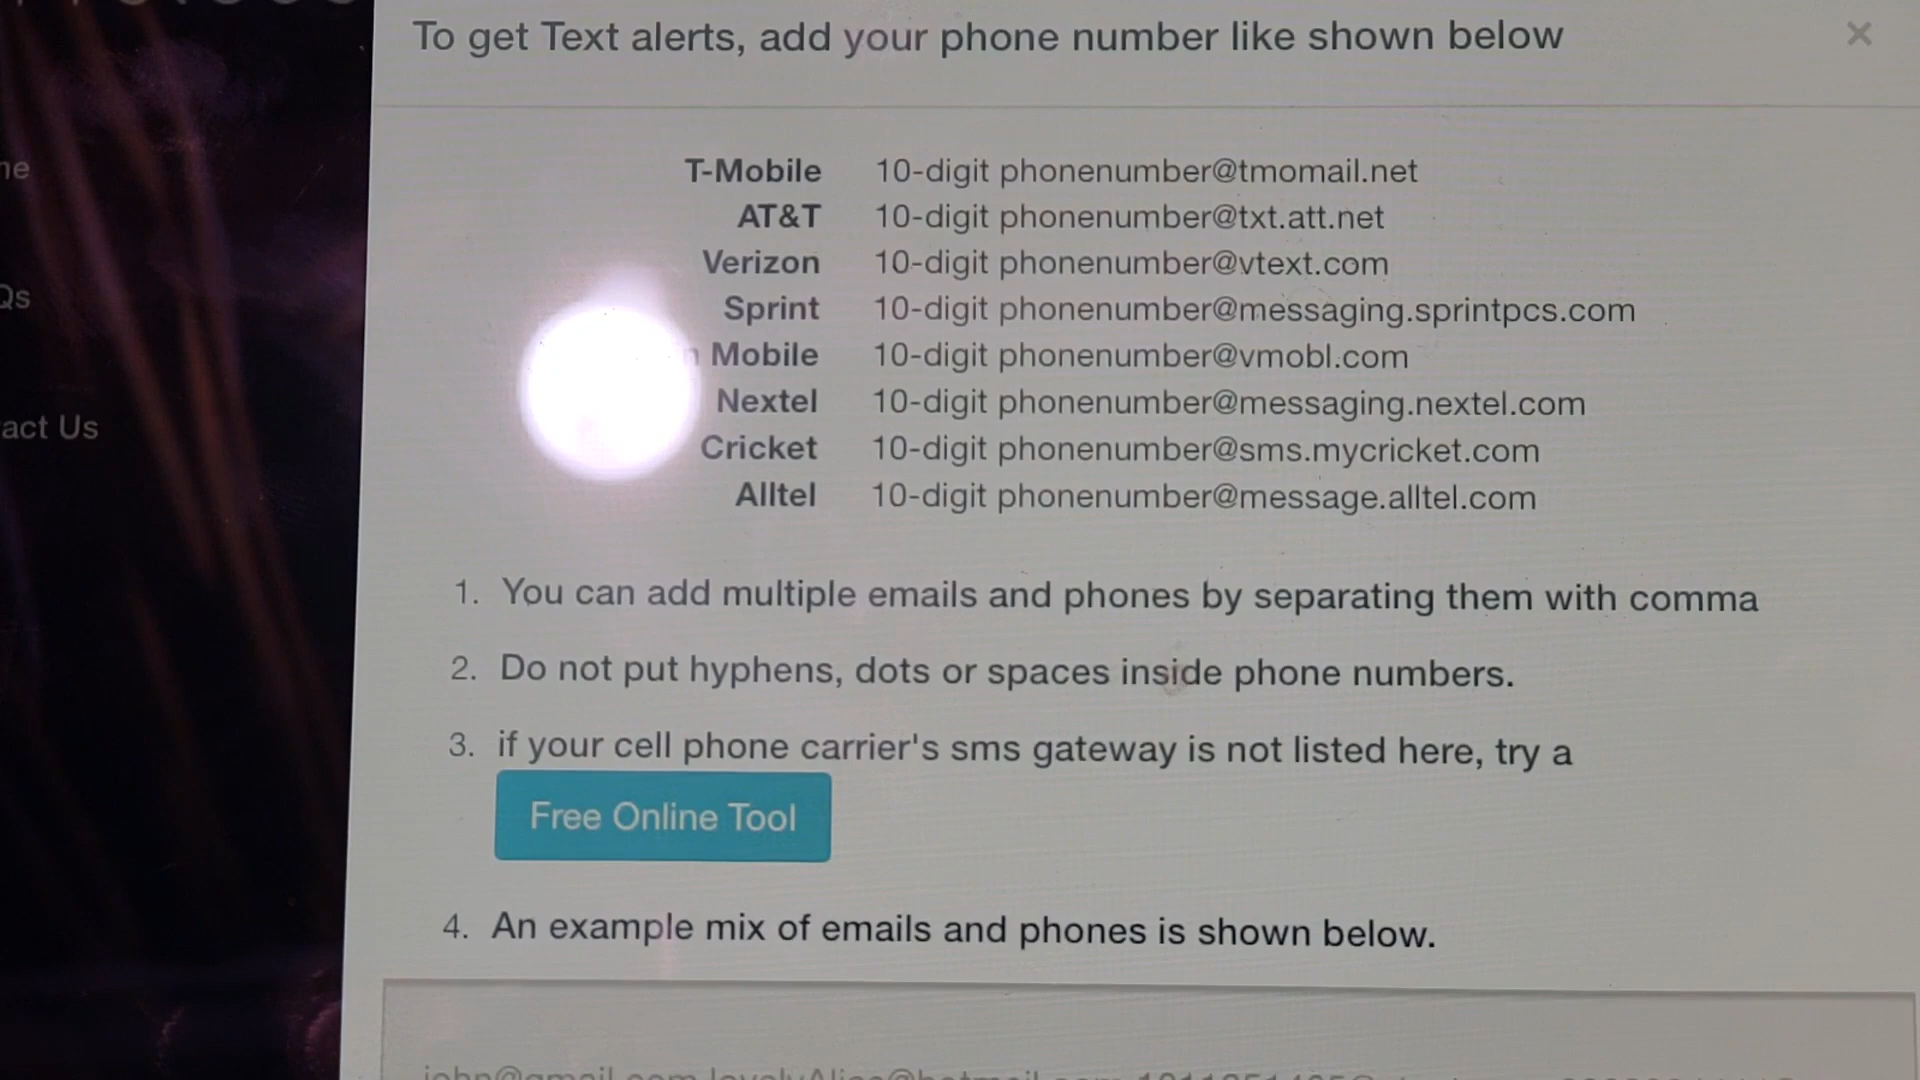 To get Text alerts, add your phone number like shown below
×
T-Mobile 10-digit phonenumber@tmomail.net
AT&T 10-digit phonenumber@txt.att.net
Verizon 10-digit phonenumber@vtext.com
Sprint 10-digit phonenumber@messaging.sprintpcs.com
Mobile 10-digit phonenumber@vmobl.com
Nextel 10-digit phonenumber@messaging.nextel.com
Cricket 10-digit phonenumber@sms.mycricket.com
Alltel 10-digit phonenumber@message.alltel.com
act Us
1. You can add multiple emails and phones by separating them with comma
2. Do not put hyphens, dots or spaces inside phone numbers.
3. if your cell phone carrier's sms gateway is not listed here, try a
Free Online Tool
4. An example mix of emails and phones is shown below.